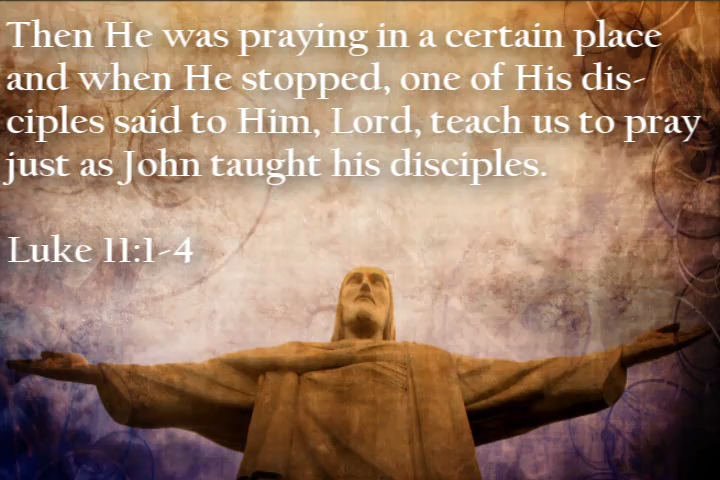 Then He was praying in a certain place
and when He stopped, one of His dis-
ciples said to Him, Lord, teach us to pray
just as John taught his disciples.
Luke 11:1-4